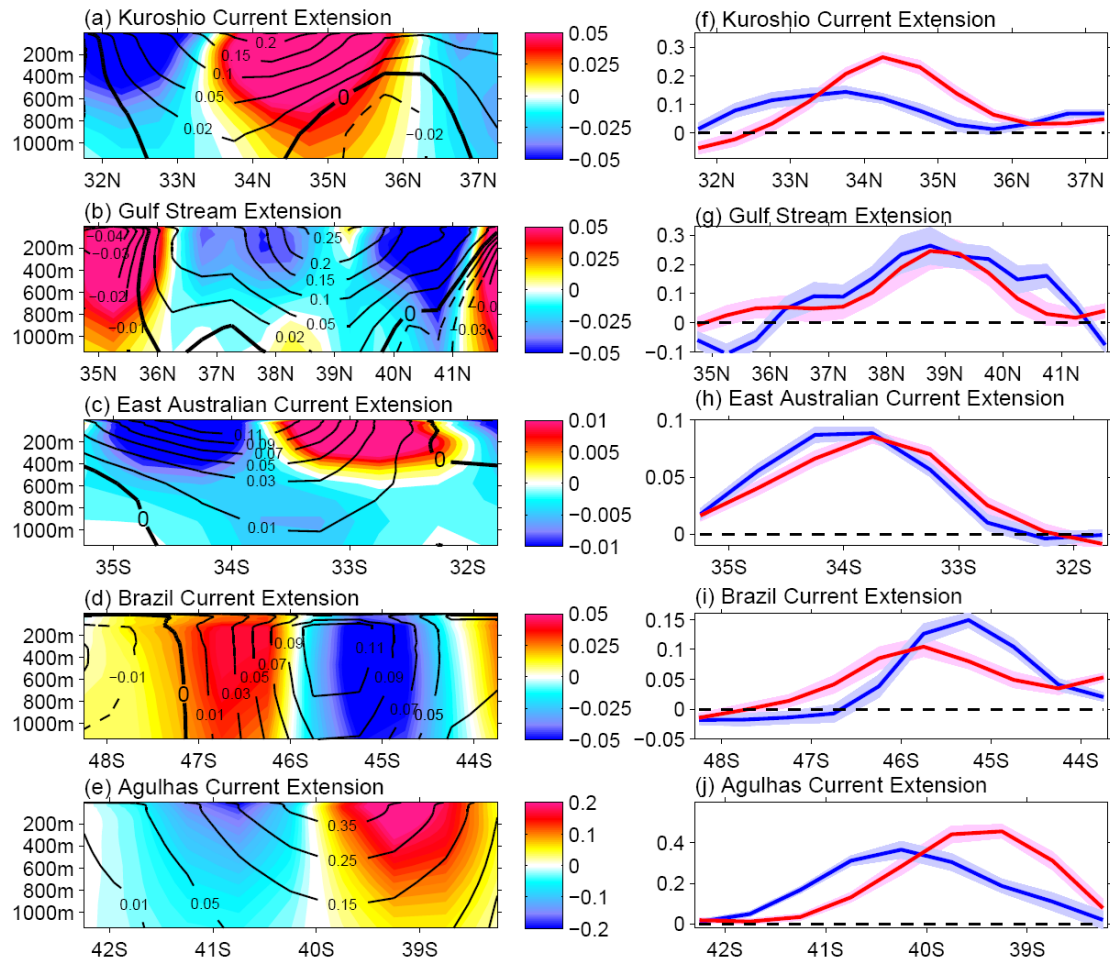 (a) Kuroshio Current Extension
200m
400m
600m
800m
1000m
0.2
0.15
0.1
0.05
0.02
0
−0.02
32N 33N 34N 35N 36N 37N
0.05
0.025
0
−0.025
−0.05
(f) Kuroshio Current Extension
0.3
0.2
0.1
0
32N 33N 34N 35N 36N 37N
(b) Gulf Stream Extension
200m
400m
600m
800m
1000m
−0.04
−0.03
−0.02
−0.01
0
0.25
0.2
0.15
0.1
0.05
0.02
0
0.03
35N 36N 37N 38N 39N 40N 41N
0.05
0.025
0
−0.025
−0.05
(g) Gulf Stream Extension
0.3
0.2
0.1
0
−0.1
35N 36N 37N 38N 39N 40N 41N
(c) East Australian Current Extension
200m
400m
600m
800m
1000m
0.11
0.09
0.07
0.05
0.03
0.01
0
0
35S 34S 33S 32S
0.01
0.005
0
−0.005
−0.01
(h) East Australian Current Extension
0.1
0.05
0
35S 34S 33S 32S
(d) Brazil Current Extension
200m
400m
600m
800m
1000m
−0.01
0
0.01
0.03
0.05
0.07
0.09
0.11
0.09
0.07
0.05
48S 47S 46S 45S 44S
0.05
0.025
0
−0.025
−0.05
(i) Brazil Current Extension
0.15
0.1
0.05
0
−0.05
48S 47S 46S 45S 44S
(e) Agulhas Current Extension
200m
400m
600m
800m
1000m
0.01
0.05
0.35
0.25
0.15
42S 41S 40S 39S
0.2
0.1
0
−0.1
−0.2
(j) Agulhas Current Extension
0.4
0.2
0
42S 41S 40S 39S